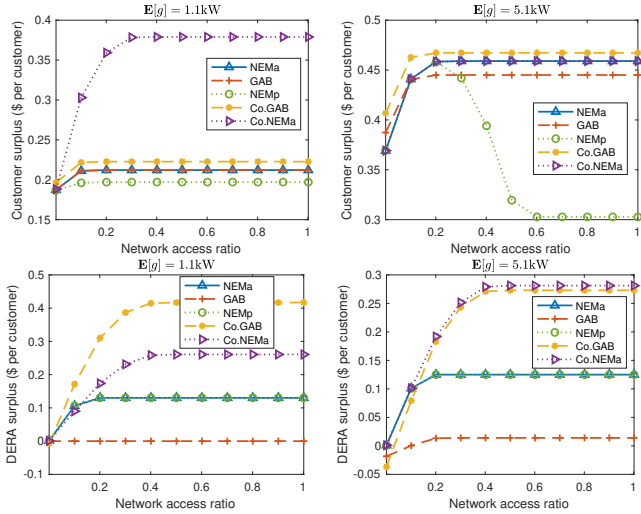 E[g] = 1.1kW
Customer surplus ($ per customer)
0.4
0.35
0.3
0.25
0.2
0.15
NEMa
GAB
NEMp
Co.GAB
Co.NEMa
0.2 0.4 0.6 0.8 1
Network access ratio
E[g] = 5.1kW
Customer surplus ($ per customer)
0.5
0.45
0.4
0.35
0.3
NEMa
GAB
NEMp
Co.GAB
Co.NEMa
0.2 0.4 0.6 0.8 1
Network access ratio
E[g] = 1.1kW
DERA surplus ($ per customer)
0.5
0.4
0.3
0.2
0.1
0
-0.1
NEMa
GAB
NEMp
Co.GAB
Co.NEMa
0.2 0.4 0.6 0.8 1
Network access ratio
E[g] = 5.1kW
DERA surplus ($ per customer)
0.3
0.25
0.2
0.15
0.1
0.05
0
-0.05
NEMa
GAB
NEMp
Co.GAB
Co.NEMa
0.2 0.4 0.6 0.8 1
Network access ratio